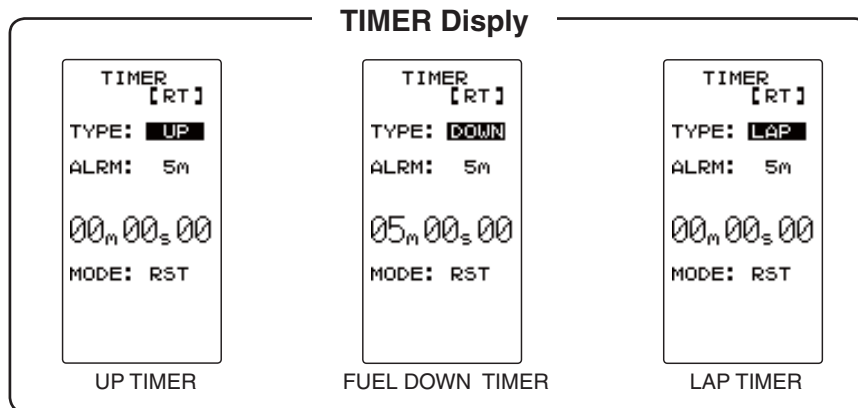 TIMER Disply
TIMER
[RT]
TYPE: UP
ALRM: 5m
00m00s00
MODE: RST
UP TIMER
TIMER
[RT]
TYPE: DOWN
ALRM: 5m
05m00s00
MODE: RST
FUEL DOWN TIMER
TIMER
[RT]
TYPE: LAP
ALRM: 5m
00m00s00
MODE: RST
LAP TIMER